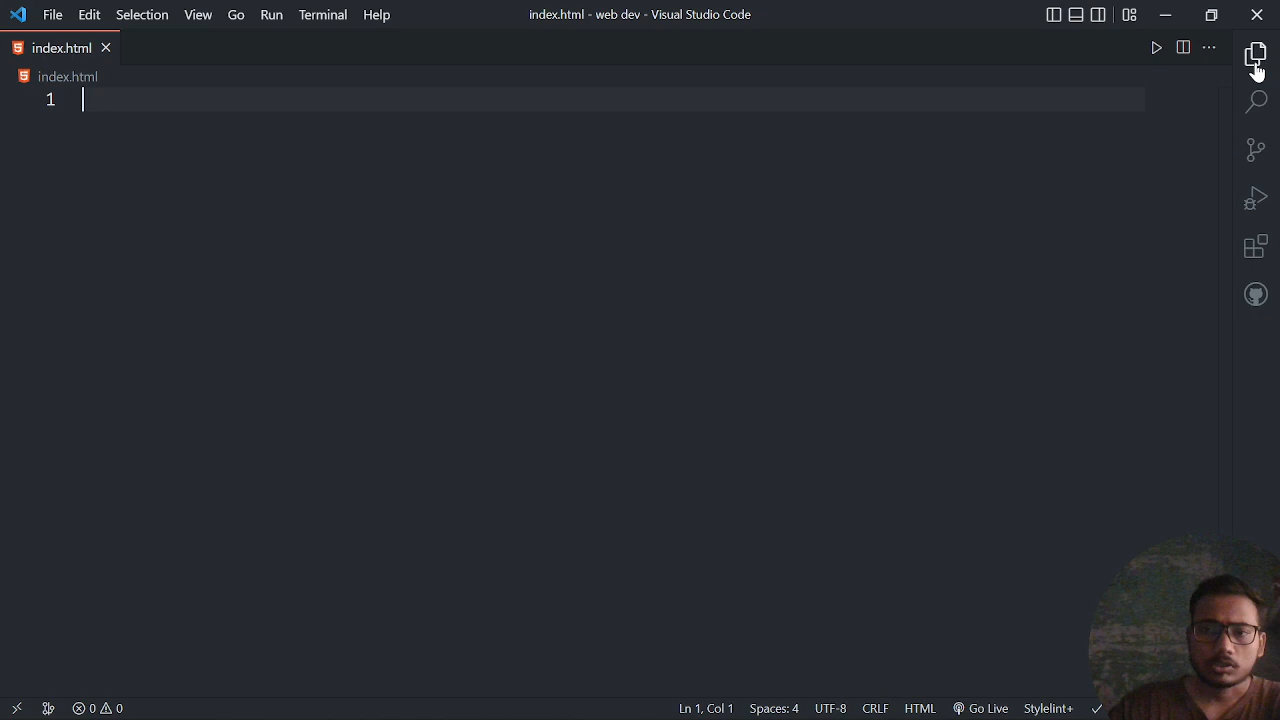 File Edit Selection View Go Run Terminal Help index.html - web dev - Visual Studio Code
index.html
index.html
1
0 0 Ln 1, Col 1 Spaces: 4 UTF-8 CRLF HTML Go Live Stylelint+